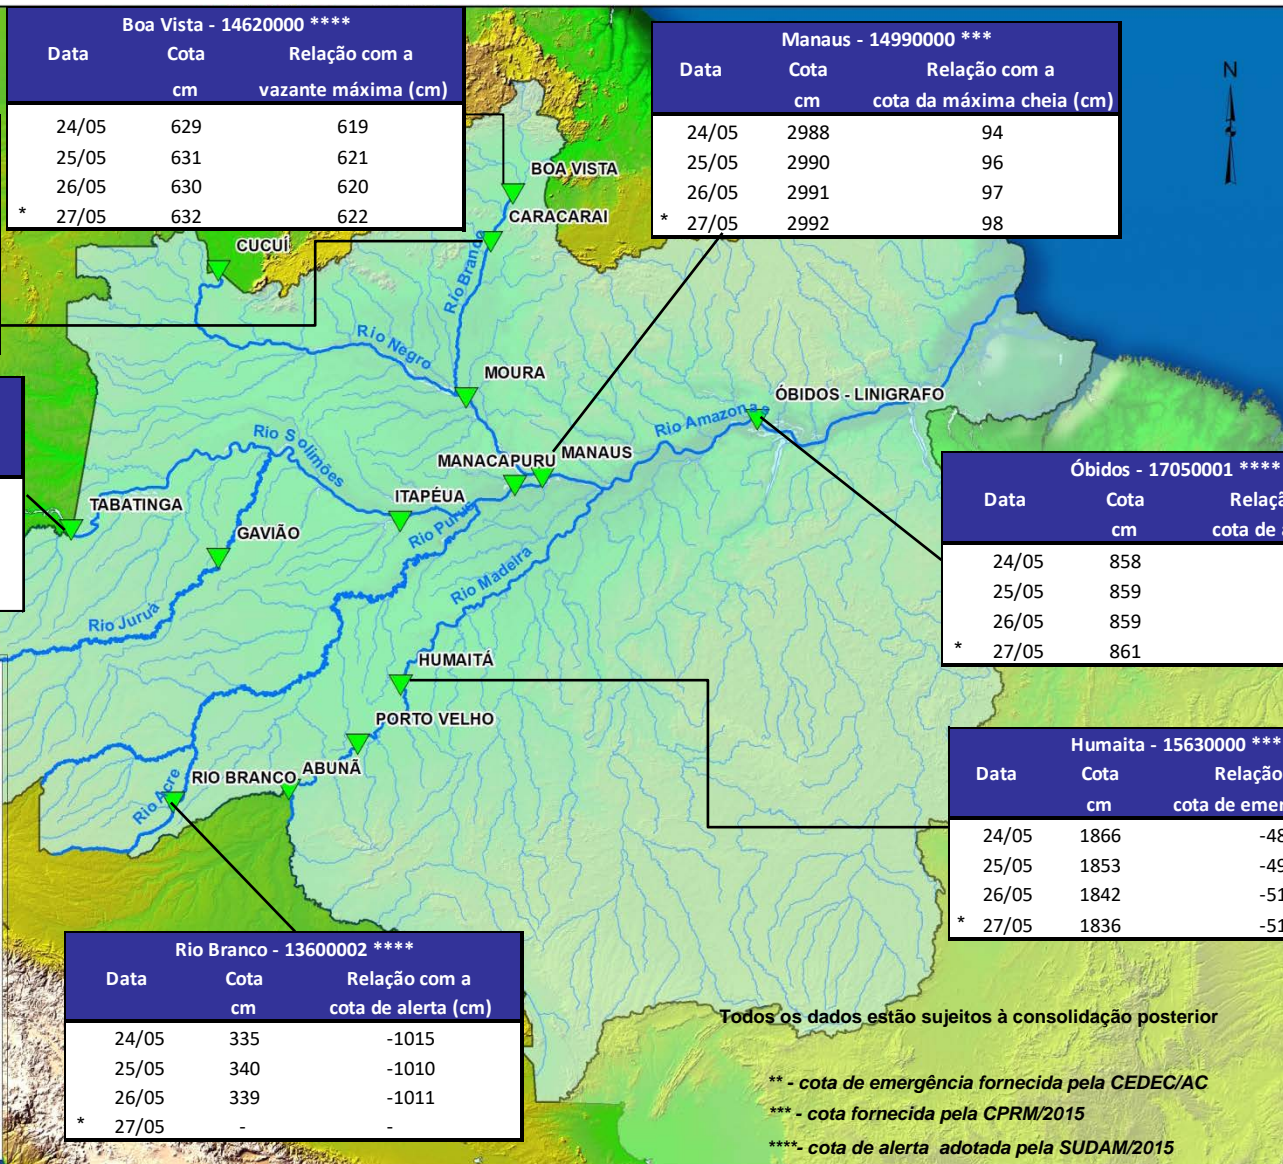 Boa Vista - 14620000 ****
Data Cota Relação com a
cm vazante máxima (cm)
24/05 629 619
25/05 631 621
26/05 630 620
* 27/05 632 622
Manaus - 14990000 ***
Data Cota Relação com a
cm cota da máxima cheia (cm)
24/05 2988 94
25/05 2990 96
26/05 2991 97
* 27/05 2992 98
N
BOA VISTA
CARACARAI
CUCUÍ
Rio Branco
Rio Negro
MOURA
ÓBIDOS - LINIGRAFO
Rio Amazonas
Rio Solimões
MANACAPURU
MANAUS
ITAPÉUA
TABATINGA
GAVIÃO
Rio Purus
Rio Madeira
Rio Juruá
HUMAITÁ
PORTO VELHO
RIO BRANCO
ABUNÃ
Rio Acre
Óbidos - 17050001 ****
Data Cota
cm cota de
24/05 858
25/05 859
26/05 859
* 27/05 861
Humaita - 15630000 ***
Data Cota Relação
cm cota de
24/05 1866
25/05 1853
26/05 1842
* 27/05 1836
Rio Branco - 13600002 ****
Data Cota Relação com a
cm cota de alerta (cm)
24/05 335 -1015
25/05 340 -1010
26/05 339 -1011
* 27/05 - -
Todos os dados estão sujeitos à consolidação posterior
** - cota de emergência fornecida pela CEDEC/AC
*** - cota fornecida pela CPRM/2015
****- cota de alerta adotada pela SUDAM/2015